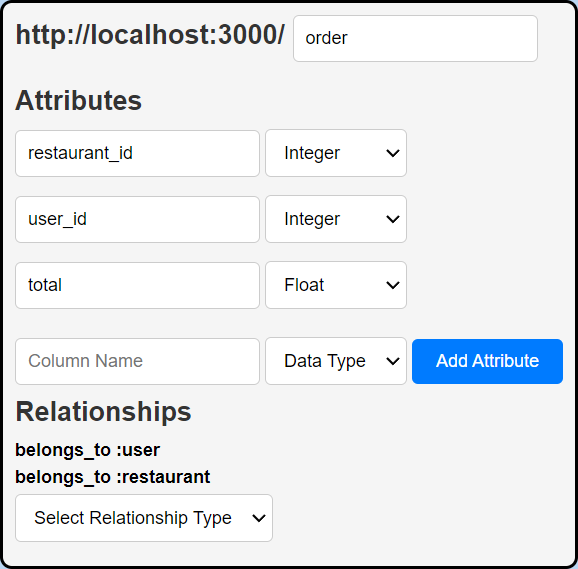 http://localhost:3000/ order
Attributes
restaurant_id Integer
user_id Integer
total Float
Column Name Data Type Add Attribute
Relationships
belongs_to :user
belongs_to :restaurant
Select Relationship Type